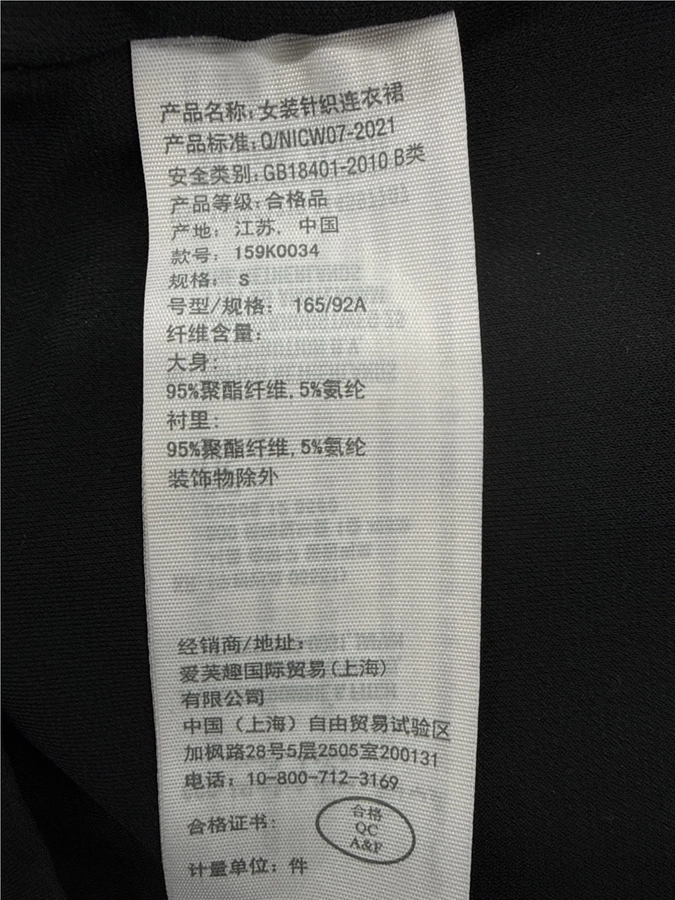 产品名称：女装针织连衣裙
产品标准：Q/NICW07-2021
安全类别：GB18401-2010 B类
产品等级：合格品
产地：江苏，中国
款号：159K0034
规格：S
号型/规格：165/92A
纤维含量：
大身：
95%聚酯纤维,5%氨纶
衬里：
95%聚酯纤维,5%氨纶
装饰物除外
经销商/地址：
爱芙趣国际贸易(上海)
有限公司
中国（上海）自由贸易试验区
加枫路28号5层2505室200131
电话：10-800-712-3169
合格证书：
合格
QC
A&F
计量单位：件